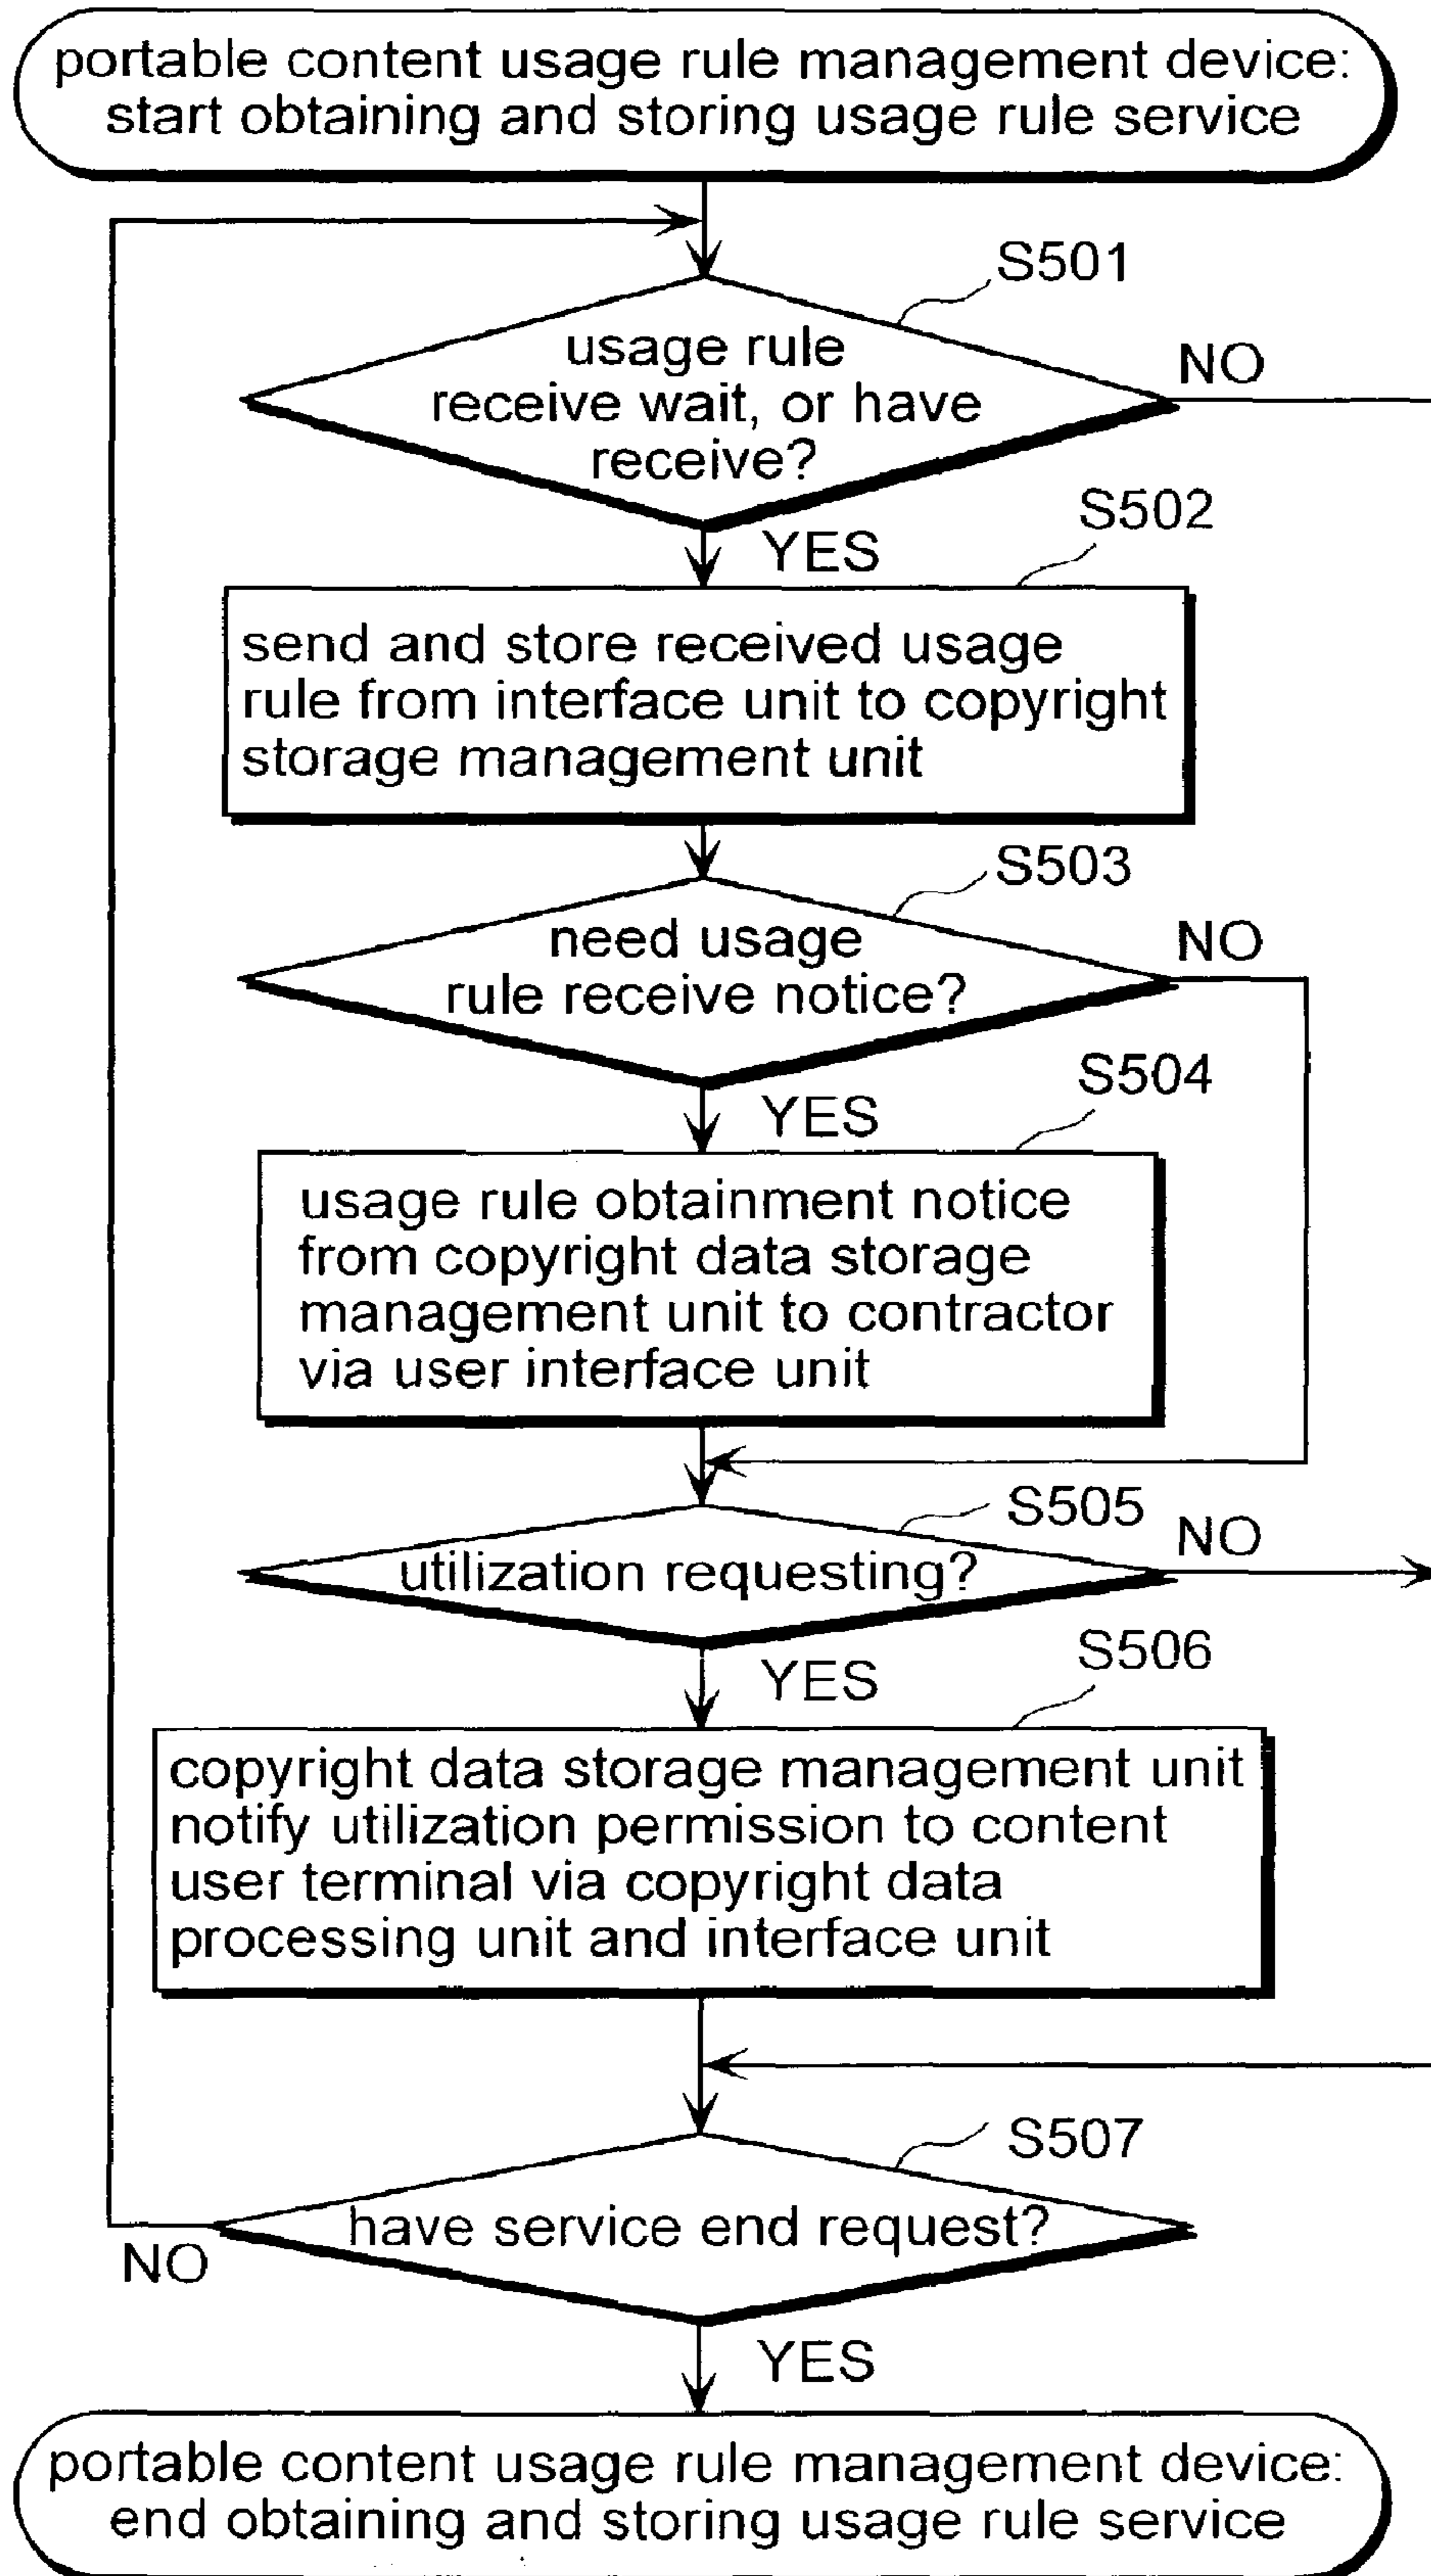 portable content usage rule management device:
start obtaining and storing usage rule service
S501
usage rule
receive wait, or have
receive?
NO
YES
S502
send and store received usage
rule from interface unit to copyright
storage management unit
S503
need usage
rule receive notice?
NO
YES
S504
usage rule obtainment notice
from copyright data storage
management unit to contractor
via user interface unit
S505
utilization requesting?
NO
YES
S506
copyright data storage management unit
notify utilization permission to content
user terminal via copyright data
processing unit and interface unit
S507
have service end request?
NO
YES
portable content usage rule management device:
end obtaining and storing usage rule service